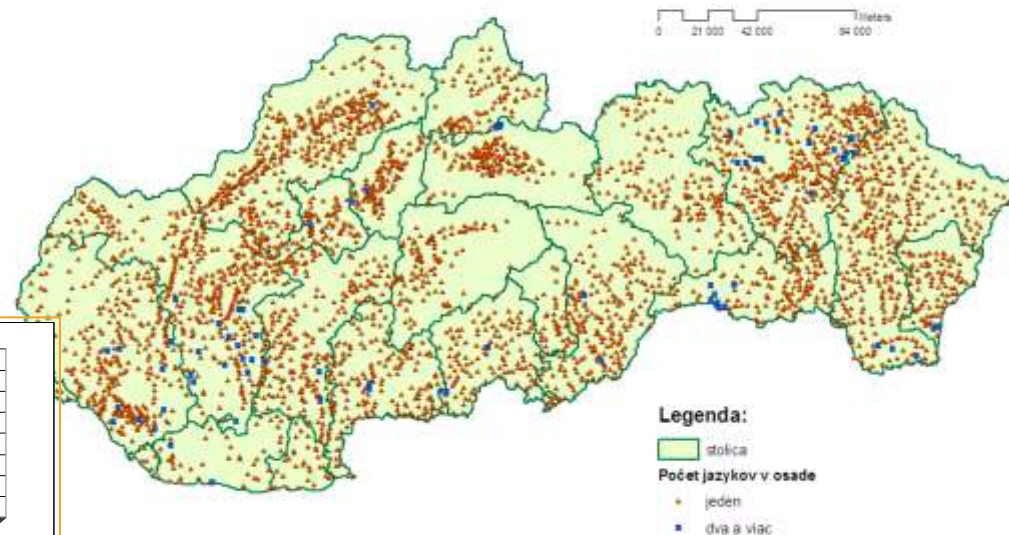 Meters
0 21 000 42 000 84 000
Legenda:
stolica
Počet jazykov v osade
jeden
dva a viac